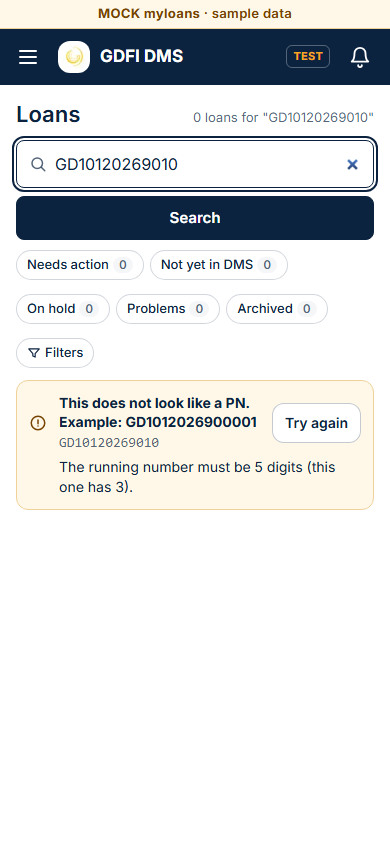 MOCK myloans · sample data
GDFI DMS
TEST
Loans
0 loans for "GD10120269010"
GD10120269010
Search
Needs action 0
Not yet in DMS 0
On hold 0
Problems 0
Archived 0
Filters
This does not look like a PN.
Example: GD1012026900001
GD10120269010
The running number must be 5 digits (this
one has 3).
Try again